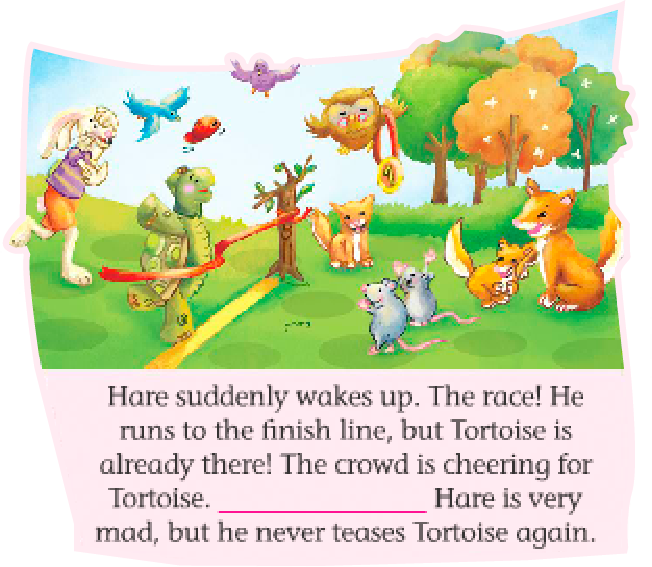 Hare suddenly wakes up. The race! He
runs to the finish line, but Tortoise is
already there! The crowd is cheering for
Tortoise. ____________ Hare is very
mad, but he never teases Tortoise again.